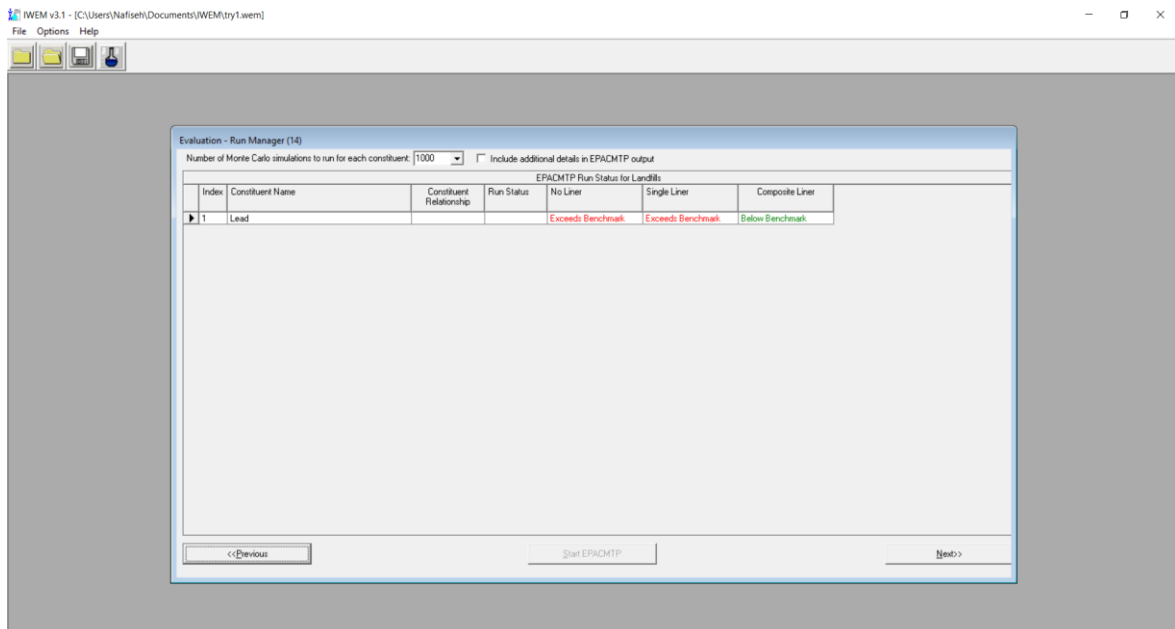 IWEM v3.1 - [C:\Users\Nafiseh\Documents\IWEM\try1.wem]
File Options Help
Evaluation - Run Manager (14)
Number of Monte Carlo simulations to run for each constituent: 1000 Include additional details in EPACMTP output
EPACMTP Run Status for Landfills
Index Constituent Name Constituent Relationship Run Status No Liner Single Liner Composite Liner
1 Lead Exceeds Benchmark Exceeds Benchmark Below Benchmark
<<Previous Start EPACMTP Next>>